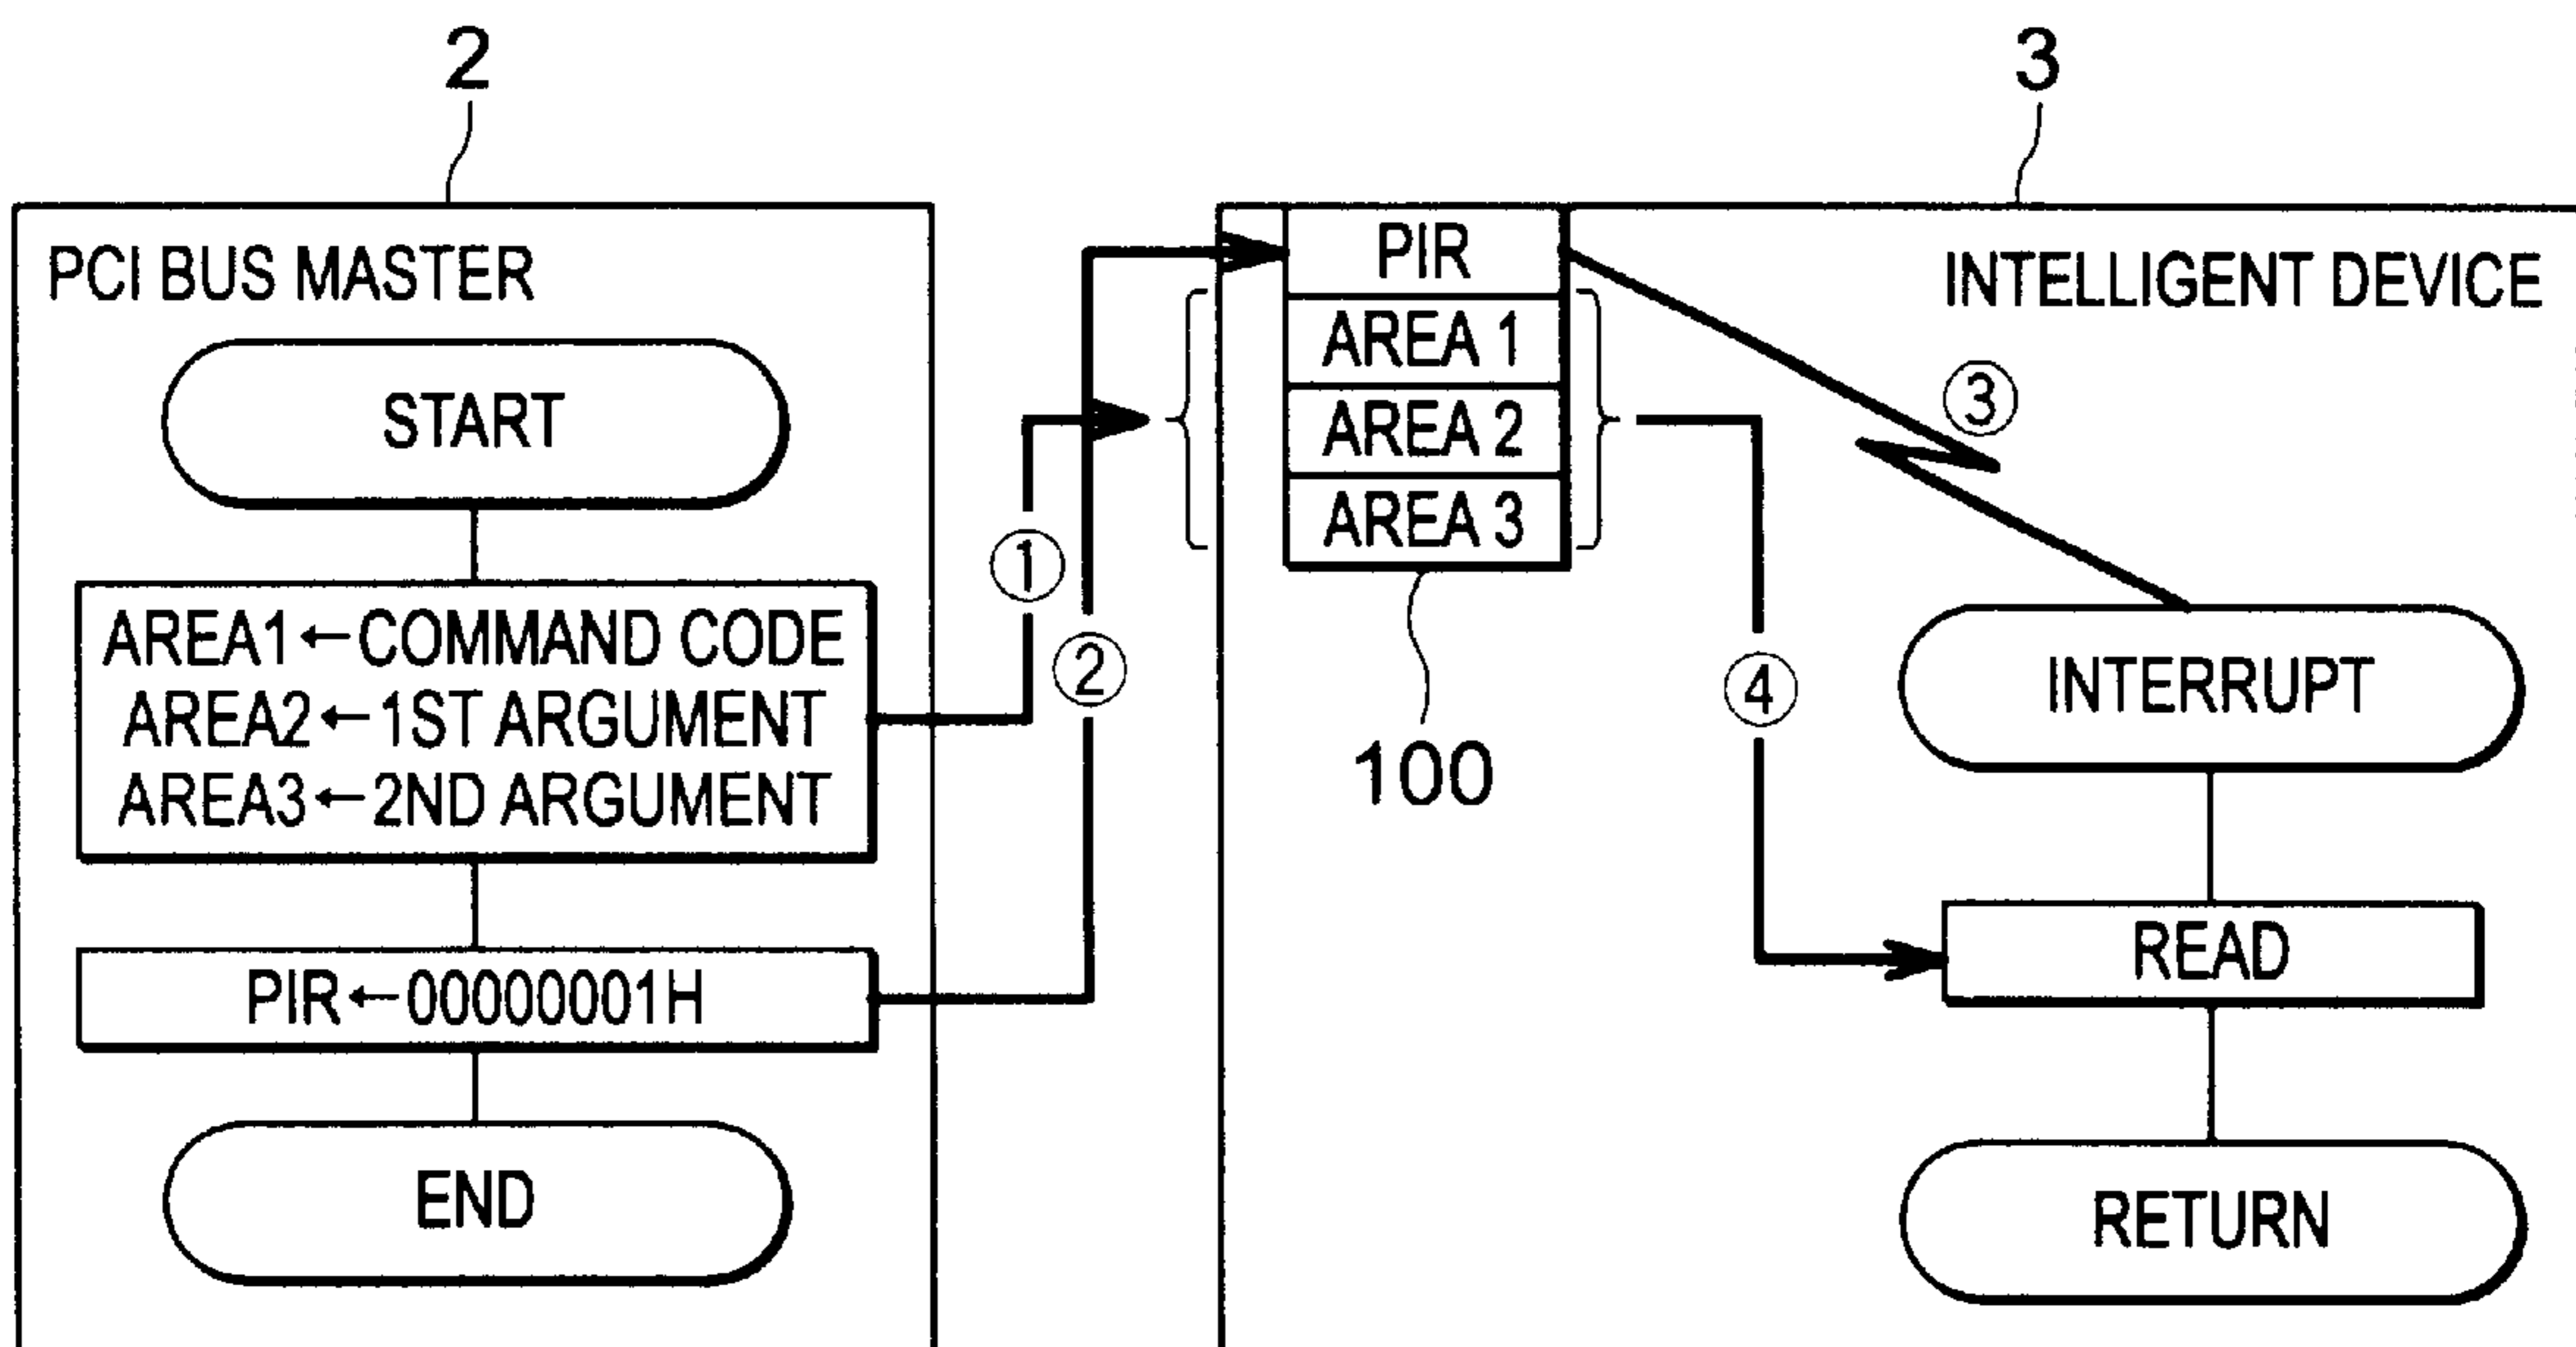 2
3
PCI BUS MASTER
START
AREA1←COMMAND CODE
AREA2←1ST ARGUMENT
AREA3←2ND ARGUMENT
PIR←00000001H
END
①
②
PIR
AREA 1
AREA 2
AREA 3
100
INTELLIGENT DEVICE
③
④
INTERRUPT
READ
RETURN